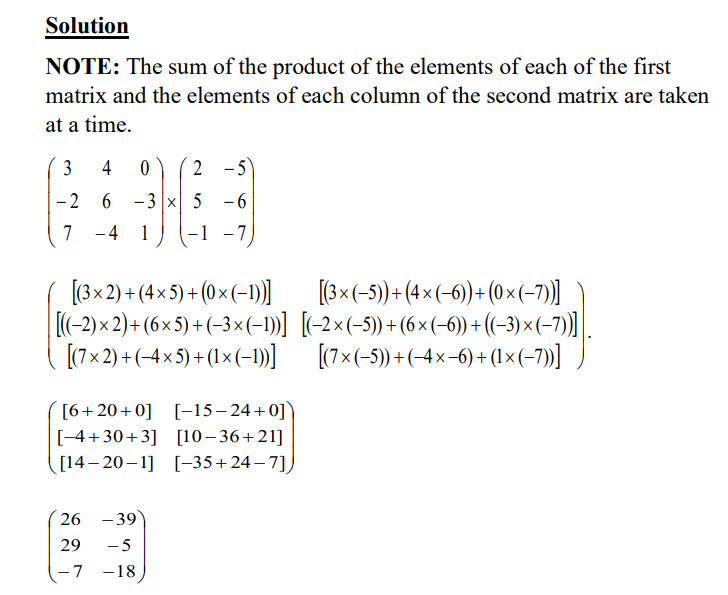 Solution
NOTE: The sum of the product of the elements of each of the first
matrix and the elements of each column of the second matrix are taken
at a time.
( 3 4 0 ) ( 2 −5 )
( −2 6 −3 ) × ( 5 −6 )
( 7 −4 1 ) ( −1 −7 )
( [(3×2)+(4×5)+(0×(−1))] [(3×(−5))+(4×(−6))+(0×(−7))] )
( [((−2)×2)+(6×5)+(−3×(−1))] [(−2×(−5))+(6×(−6))+((−3)×(−7))] ) .
( [(7×2)+(−4×5)+(1×(−1))] [(7×(−5))+(−4×−6)+(1×(−7))] )
( [6+20+0] [−15−24+0] )
( [−4+30+3] [10−36+21] )
( [14−20−1] [−35+24−7] )
( 26 −39 )
( 29 −5 )
( −7 −18 )